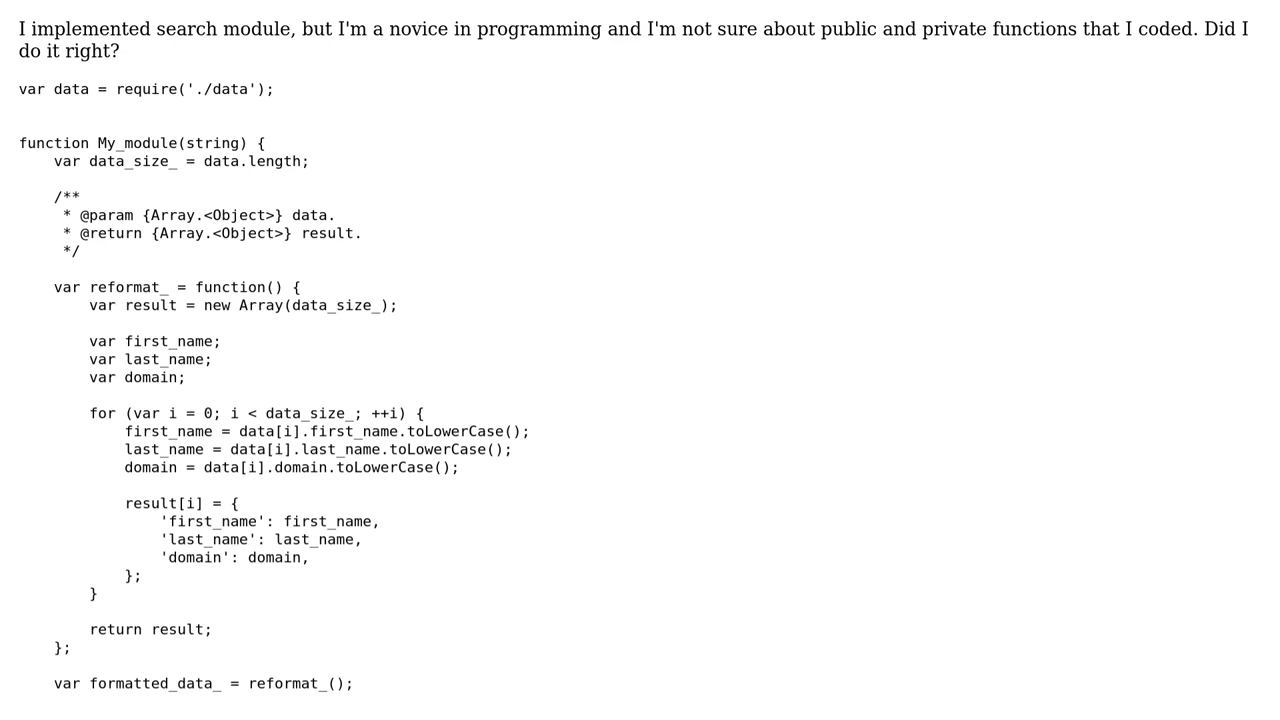 I implemented search module, but I'm a novice in programming and I'm not sure about public and private functions that I coded. Did I
do it right?
var data = require('./data');
function My_module(string) {
    var data_size_ = data.length;
    /**
     * @param {Array.<Object>} data.
     * @return {Array.<Object>} result.
     */
    var reformat_ = function() {
        var result = new Array(data_size_);
        var first_name;
        var last_name;
        var domain;
        for (var i = 0; i < data_size_; ++i) {
            first_name = data[i].first_name.toLowerCase();
            last_name = data[i].last_name.toLowerCase();
            domain = data[i].domain.toLowerCase();
            result[i] = {
                'first_name': first_name,
                'last_name': last_name,
                'domain': domain,
            };
        }
        return result;
    };
    var formatted_data_ = reformat_();